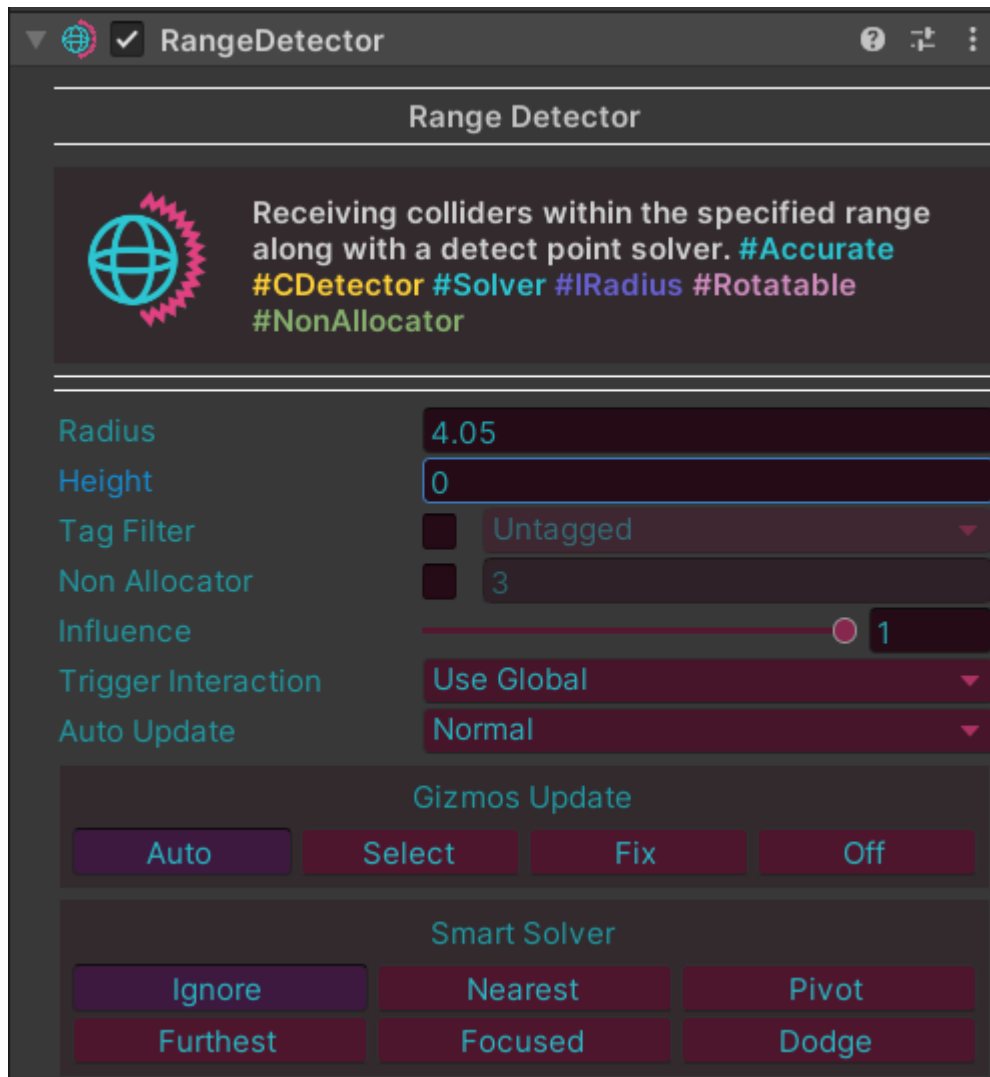 RangeDetector
Range Detector
Receiving colliders within the specified range
along with a detect point solver. #Accurate
#CDetector #Solver #IRadius #Rotatable
#NonAllocator
Radius 4.05
Height 0
Tag Filter Untagged
Non Allocator 3
Influence 1
Trigger Interaction Use Global
Auto Update Normal
Gizmos Update
Auto Select Fix Off
Smart Solver
Ignore Nearest Pivot
Furthest Focused Dodge